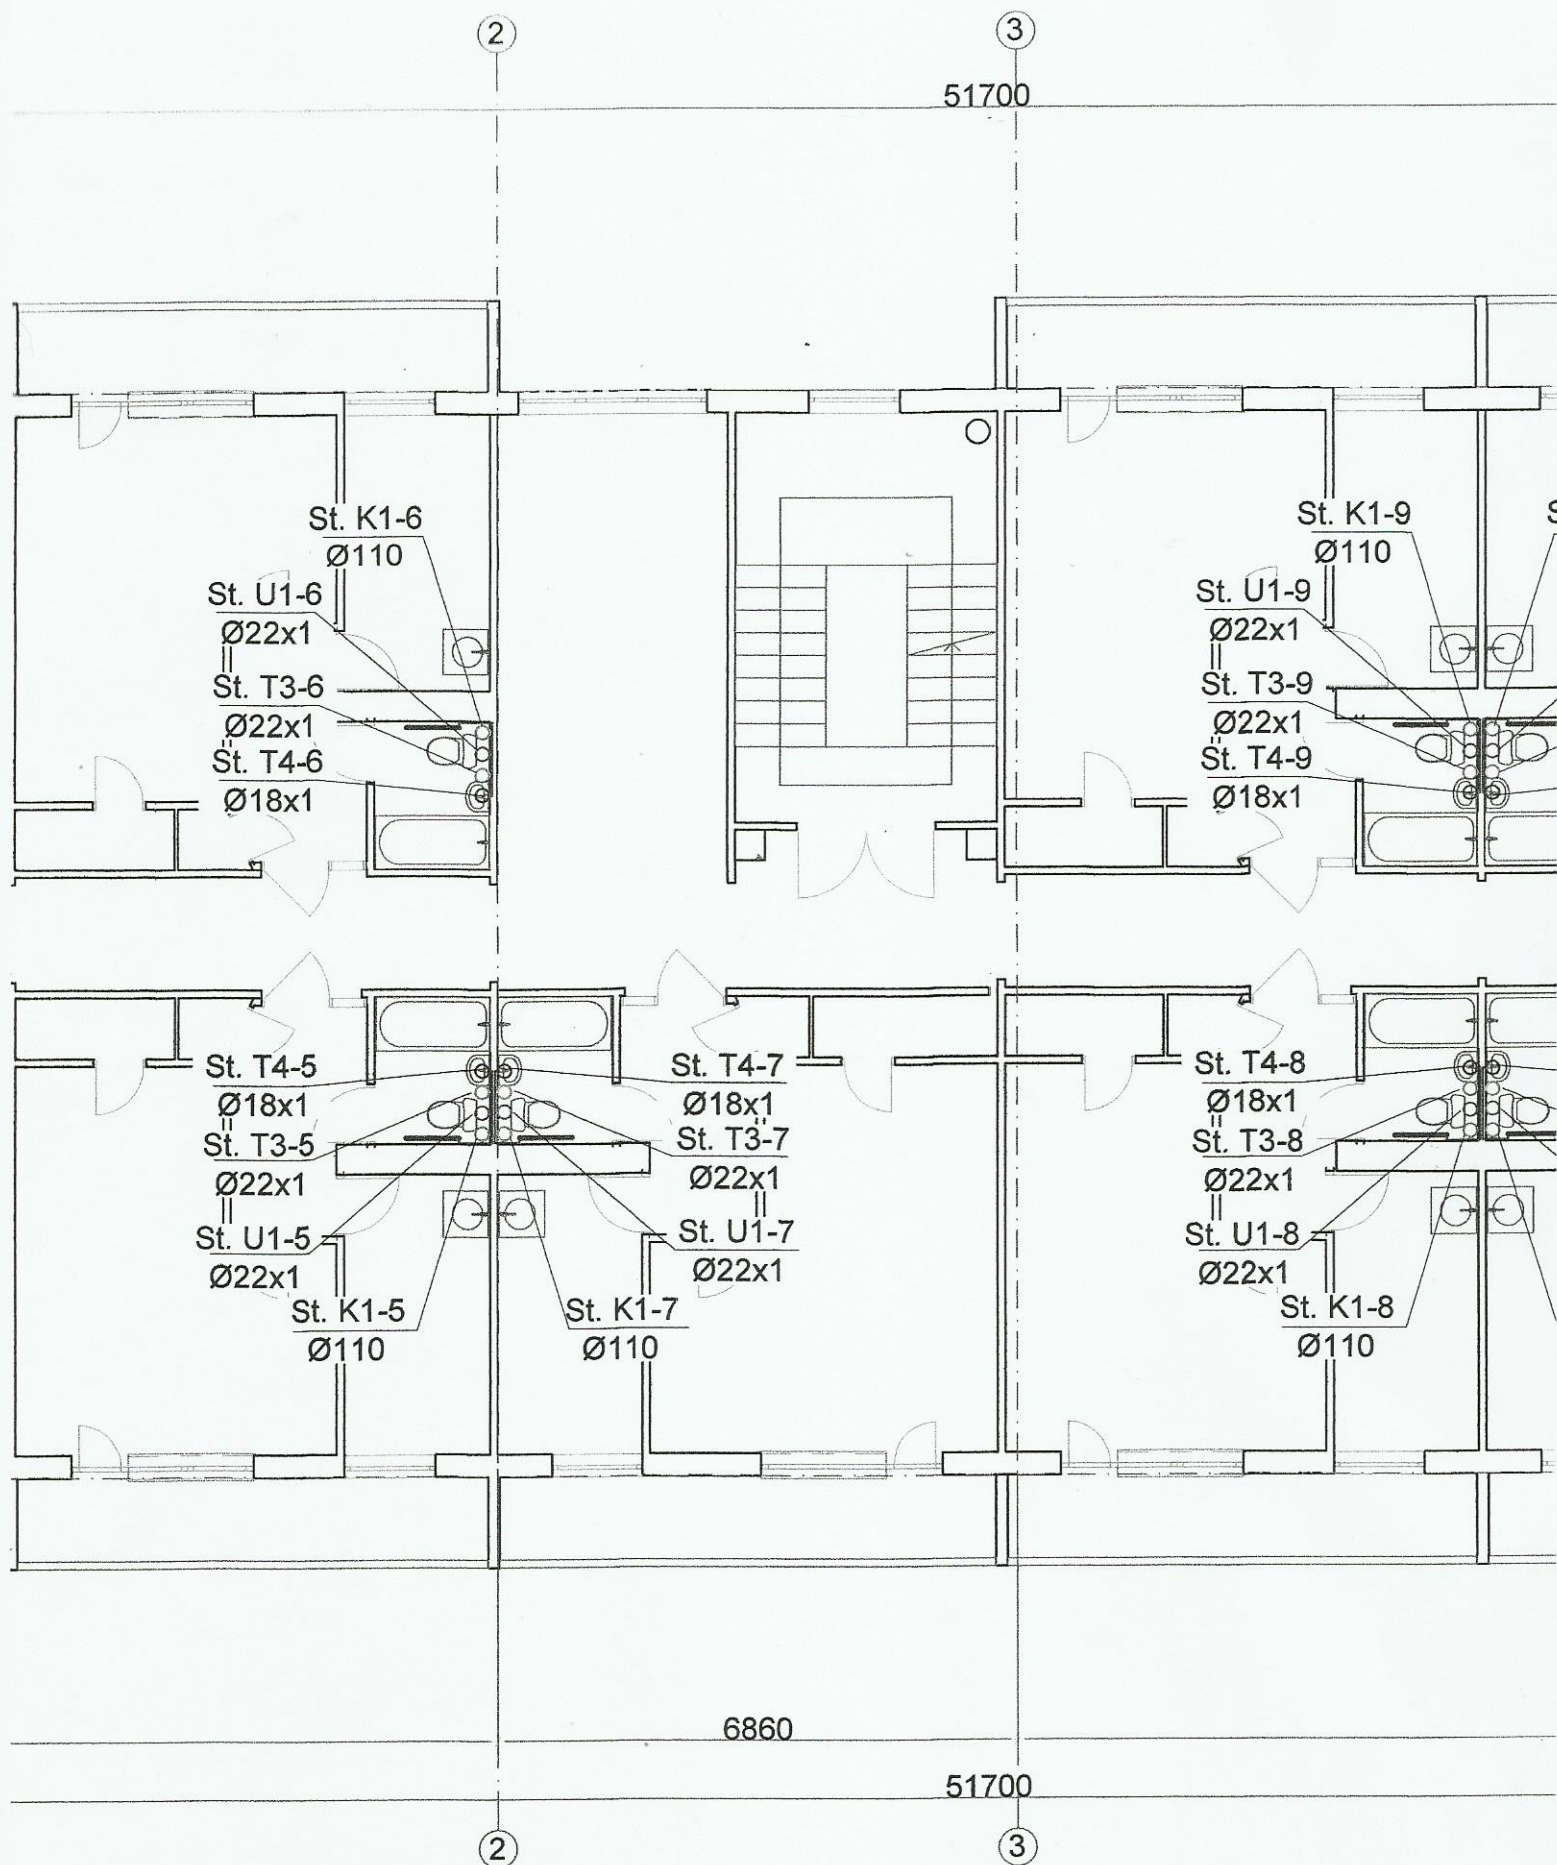 2
3
51700
St. K1-6
Ø110
St. U1-6
Ø22x1
St. T3-6
Ø22x1
St. T4-6
Ø18x1
St. K1-9
Ø110
St. U1-9
Ø22x1
St. T3-9
Ø22x1
St. T4-9
Ø18x1
S
St. T4-5
Ø18x1
St. T3-5
Ø22x1
St. U1-5
Ø22x1
St. K1-5
Ø110
St. T4-7
Ø18x1
St. T3-7
Ø22x1
St. U1-7
Ø22x1
St. K1-7
Ø110
St. T4-8
Ø18x1
St. T3-8
Ø22x1
St. U1-8
Ø22x1
St. K1-8
Ø110
6860
51700
2
3